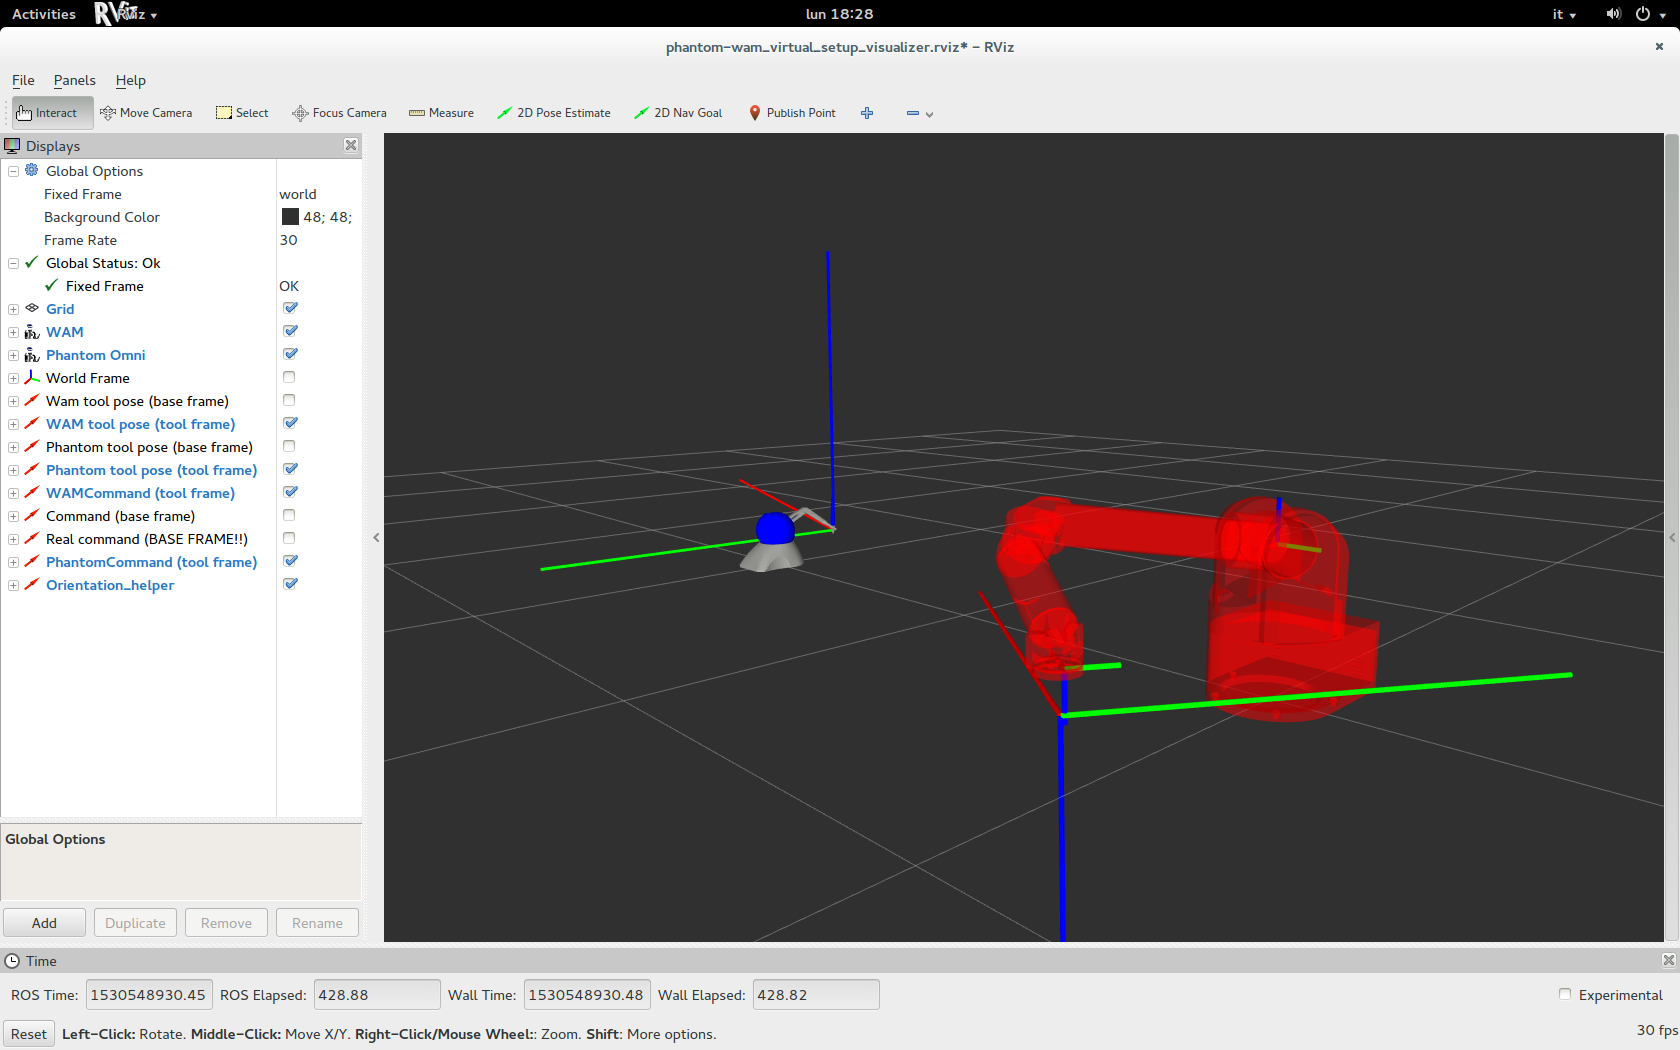 Activities RViz lun 18:28 it
phantom-wam_virtual_setup_visualizer.rviz* – RViz
File Panels Help
Interact Move Camera Select Focus Camera Measure 2D Pose Estimate 2D Nav Goal Publish Point
Displays
Global Options
Fixed Frame world
Background Color 48; 48;
Frame Rate 30
Global Status: Ok
Fixed Frame OK
Grid
WAM
Phantom Omni
World Frame
Wam tool pose (base frame)
WAM tool pose (tool frame)
Phantom tool pose (base frame)
Phantom tool pose (tool frame)
WAMCommand (tool frame)
Command (base frame)
Real command (BASE FRAME!!)
PhantomCommand (tool frame)
Orientation_helper
Global Options
Add Duplicate Remove Rename
Time
ROS Time: 1530548930.45 ROS Elapsed: 428.88 Wall Time: 1530548930.48 Wall Elapsed: 428.82 Experimental
Reset Left-Click: Rotate. Middle-Click: Move X/Y. Right-Click/Mouse Wheel:: Zoom. Shift: More options. 30 fps